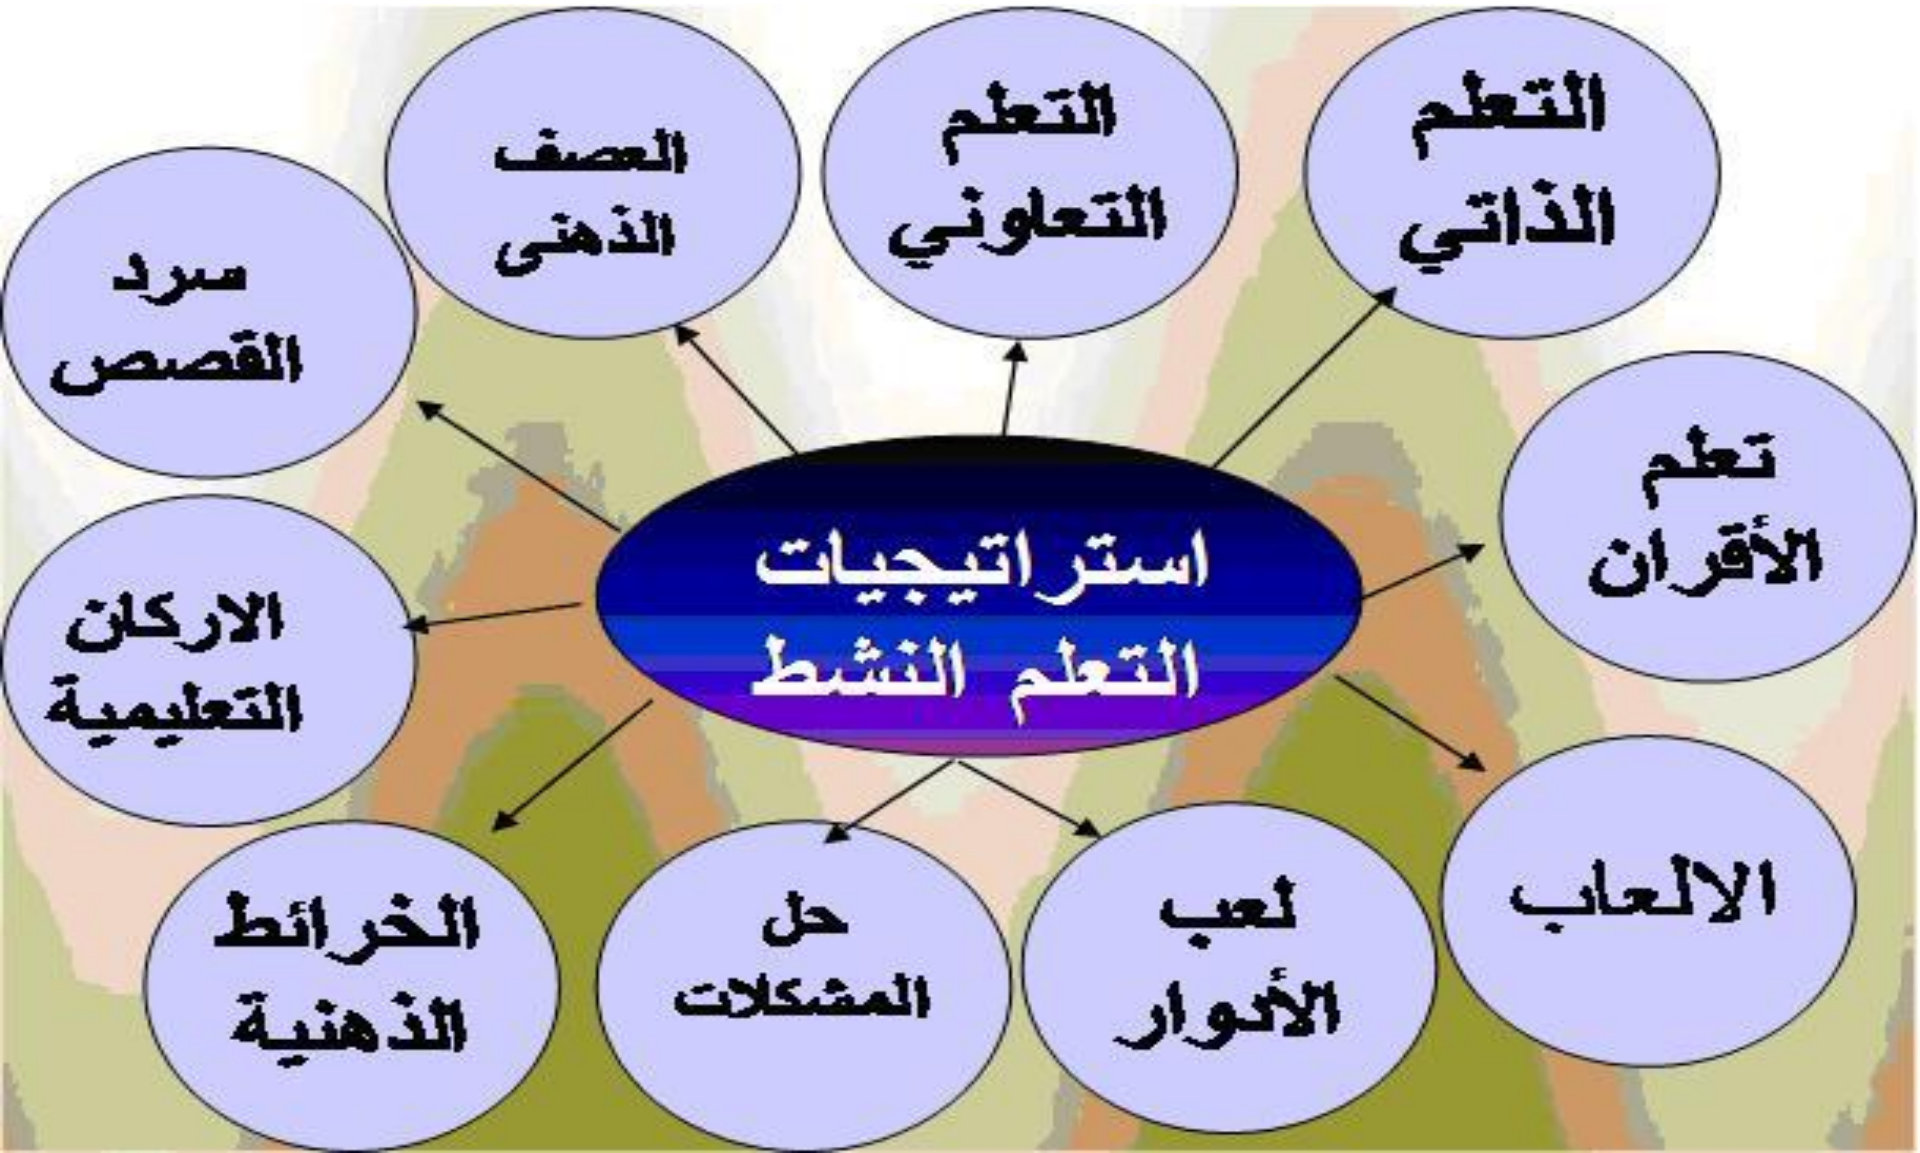 التعلم
الذاتي
التعلم
التعاوني
العصف
الذهنى
سرد
القصص
تعلم
الأقران
استراتيجيات
التعلم النشط
الاركان
التعليمية
الالعاب
لعب
الأدوار
حل
المشكلات
الخرائط
الذهنية